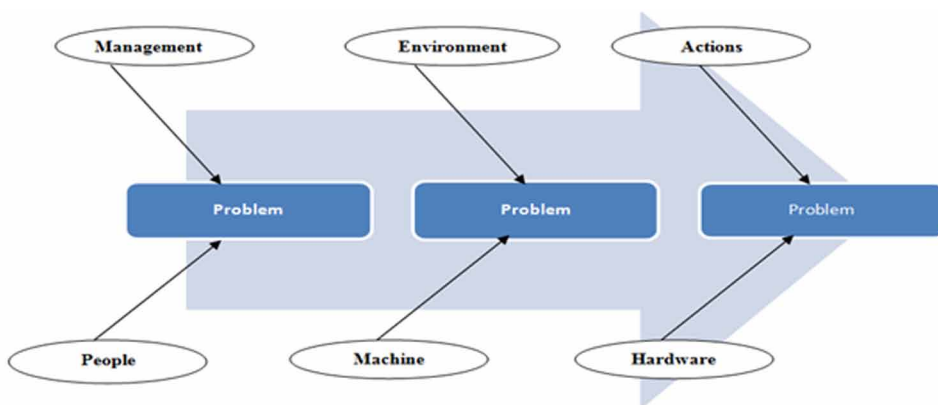 Management
Environment
Actions
Problem
Problem
Problem
People
Machine
Hardware